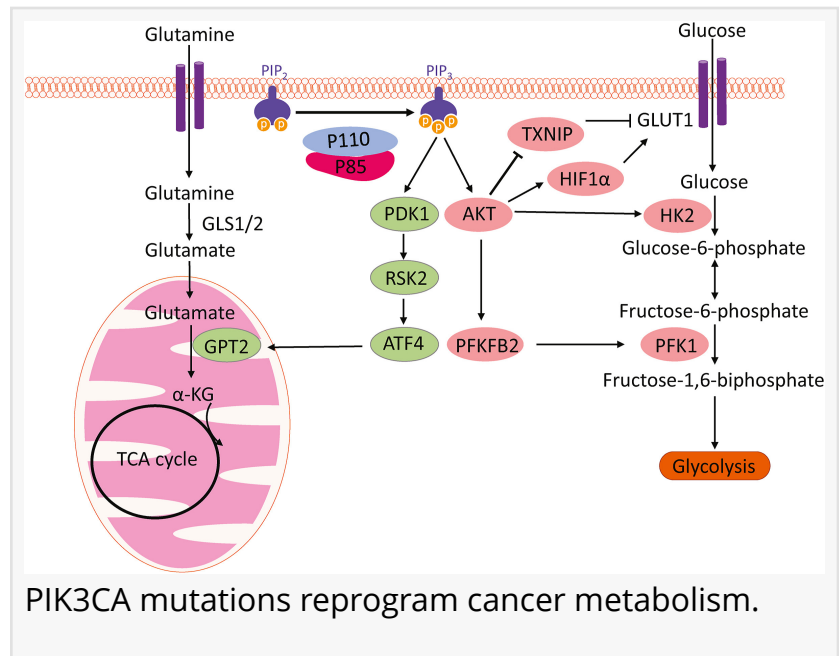 Glutamine
Glucose
PIP2
PIP3
P P
P P P
P110
P85
TXNIP
GLUT1
HIF1α
Glutamine
Glucose
GLS1/2
PDK1
AKT
HK2
Glutamate
Glucose-6-phosphate
RSK2
Glutamate
Fructose-6-phosphate
GPT2
ATF4
PFKFB2
PFK1
α-KG
Fructose-1,6-biphosphate
TCA cycle
Glycolysis
PIK3CA mutations reprogram cancer metabolism.